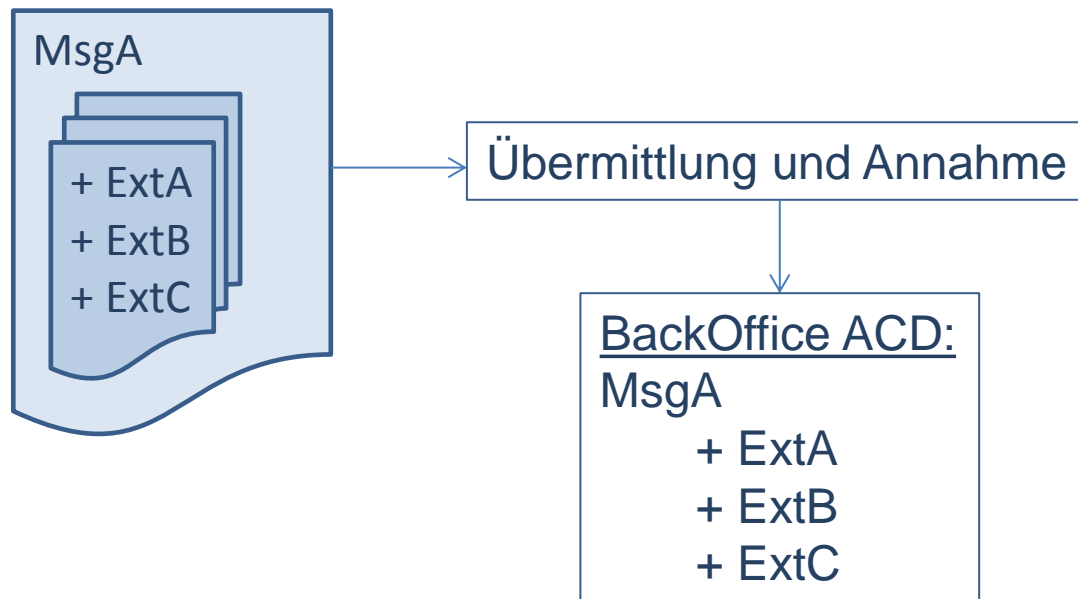 MsgA
+ ExtA
+ ExtB
+ ExtC
Übermittlung und Annahme
BackOffice ACD:
MsgA
+ ExtA
+ ExtB
+ ExtC